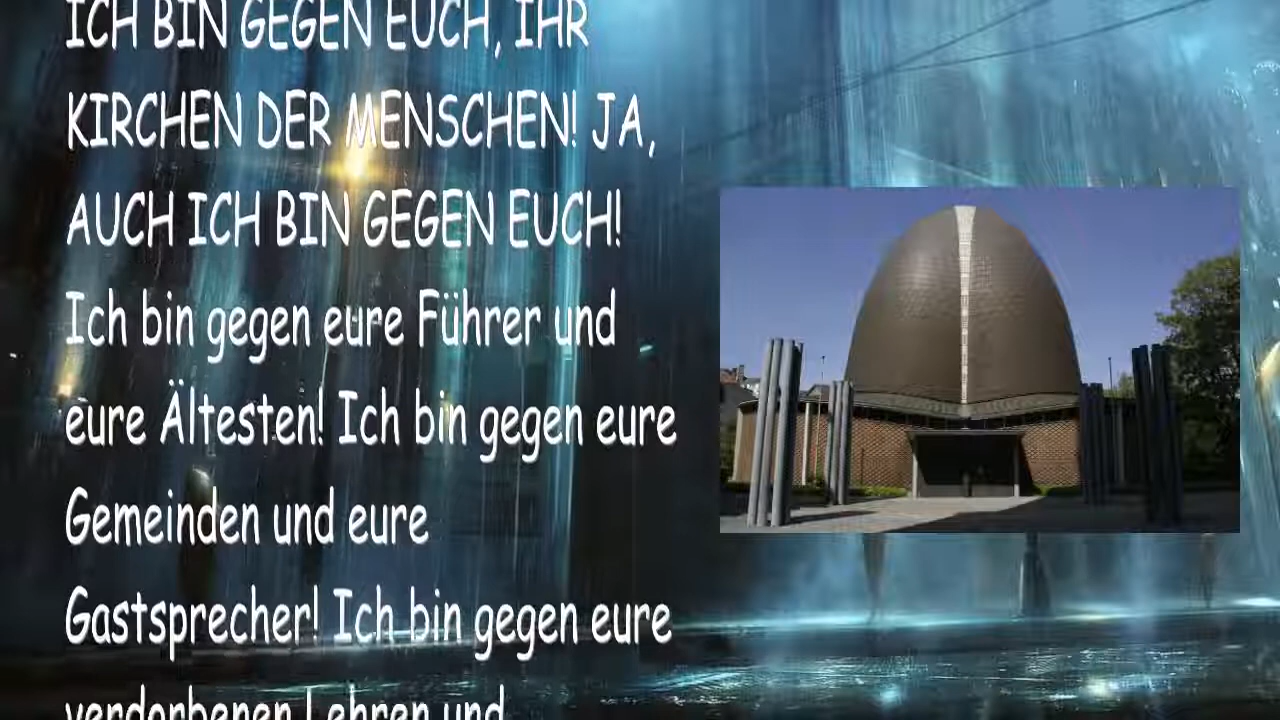 ICH BIN GEGEN EUCH, IHR
KIRCHEN DER MENSCHEN! JA,
AUCH ICH BIN GEGEN EUCH!
Ich bin gegen eure Führer und
eure Ältesten! Ich bin gegen eure
Gemeinden und eure
Gastsprecher! Ich bin gegen eure
verdorbenen Lehren und